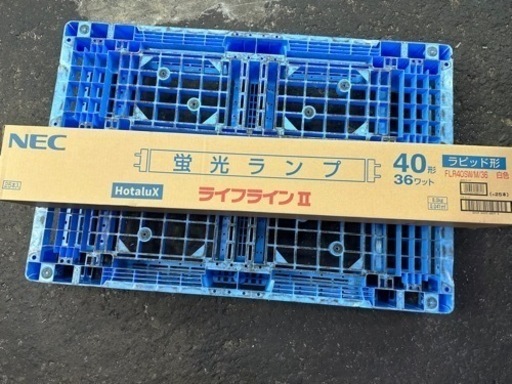 NEC
蛍光ランプ
HotaluX
ライフラインⅡ
40形
36ワット
ラピッド形
FLR40SW/M/36 白色